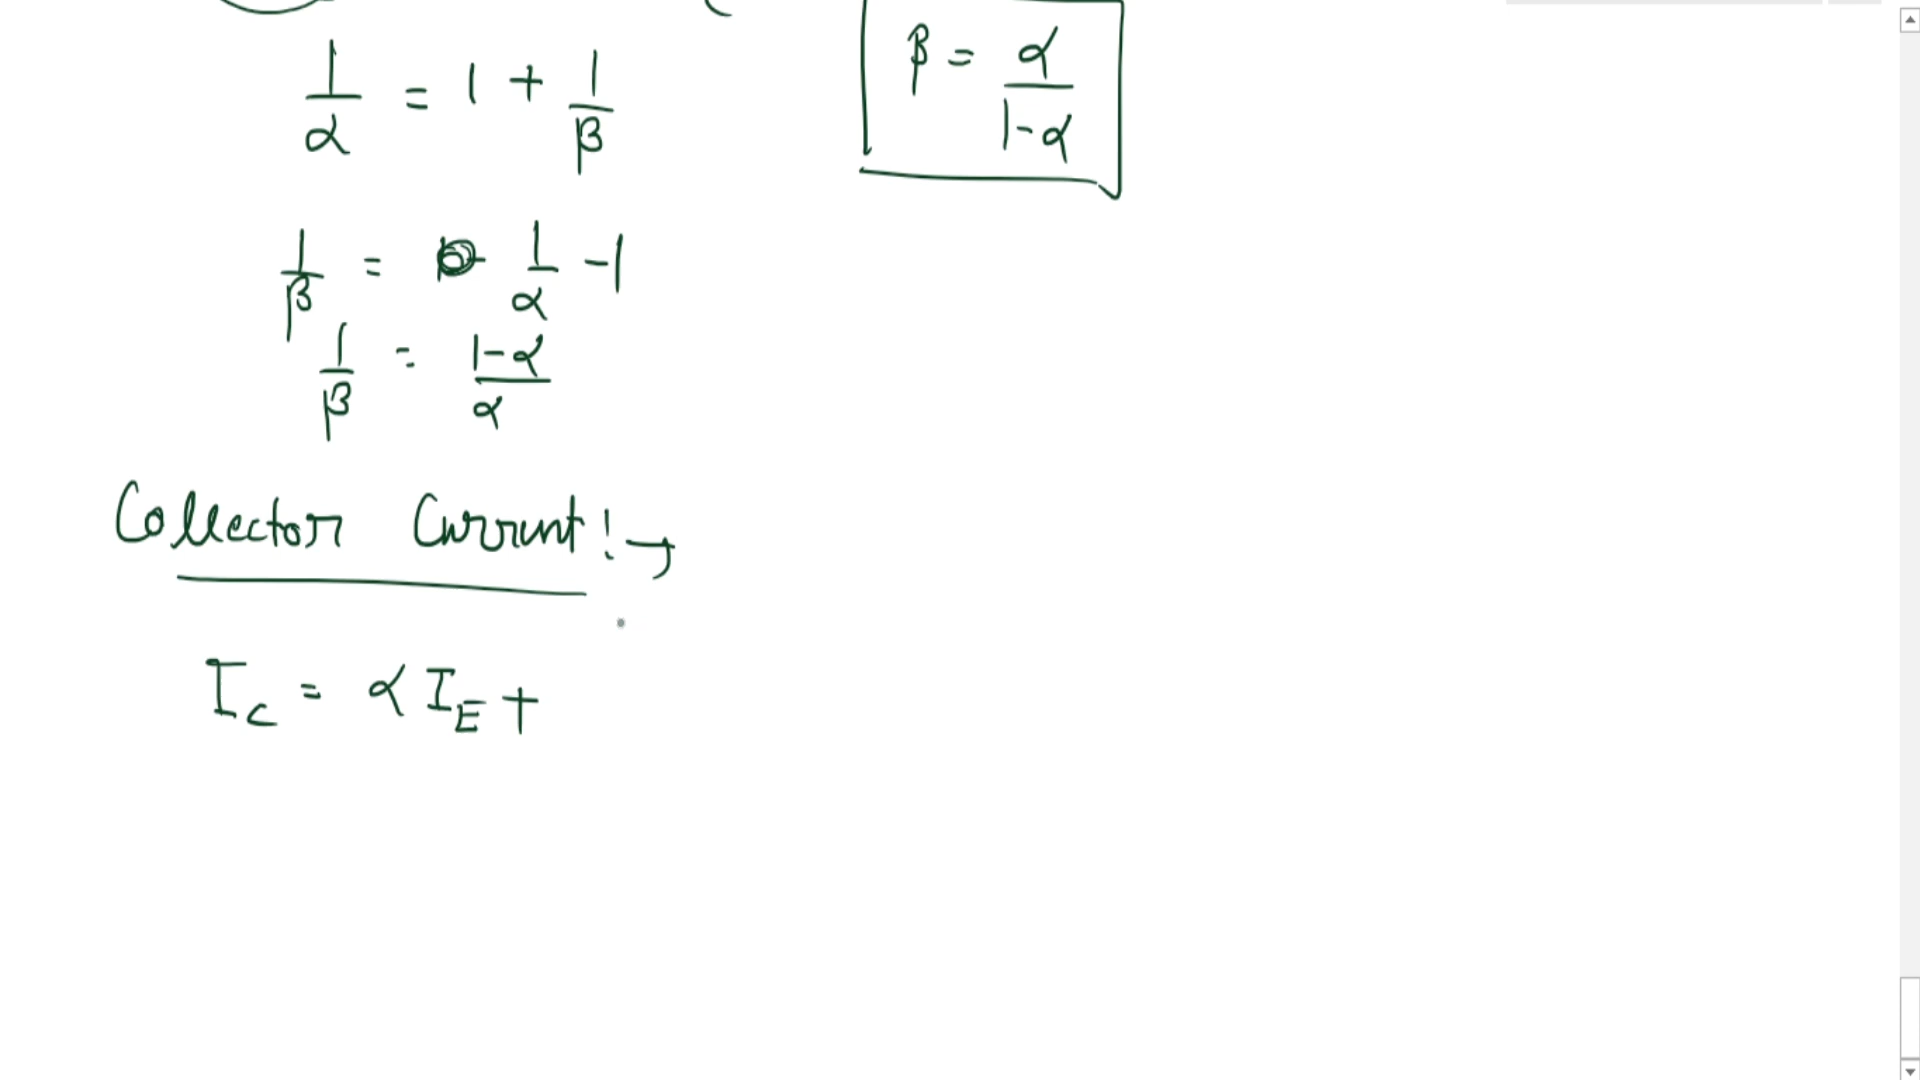 1/α = 1 + 1/β
β = α/1-α
1/β = 1/α -1
1/β = 1-α/α
Collector Current:→
I_C = α I_E +